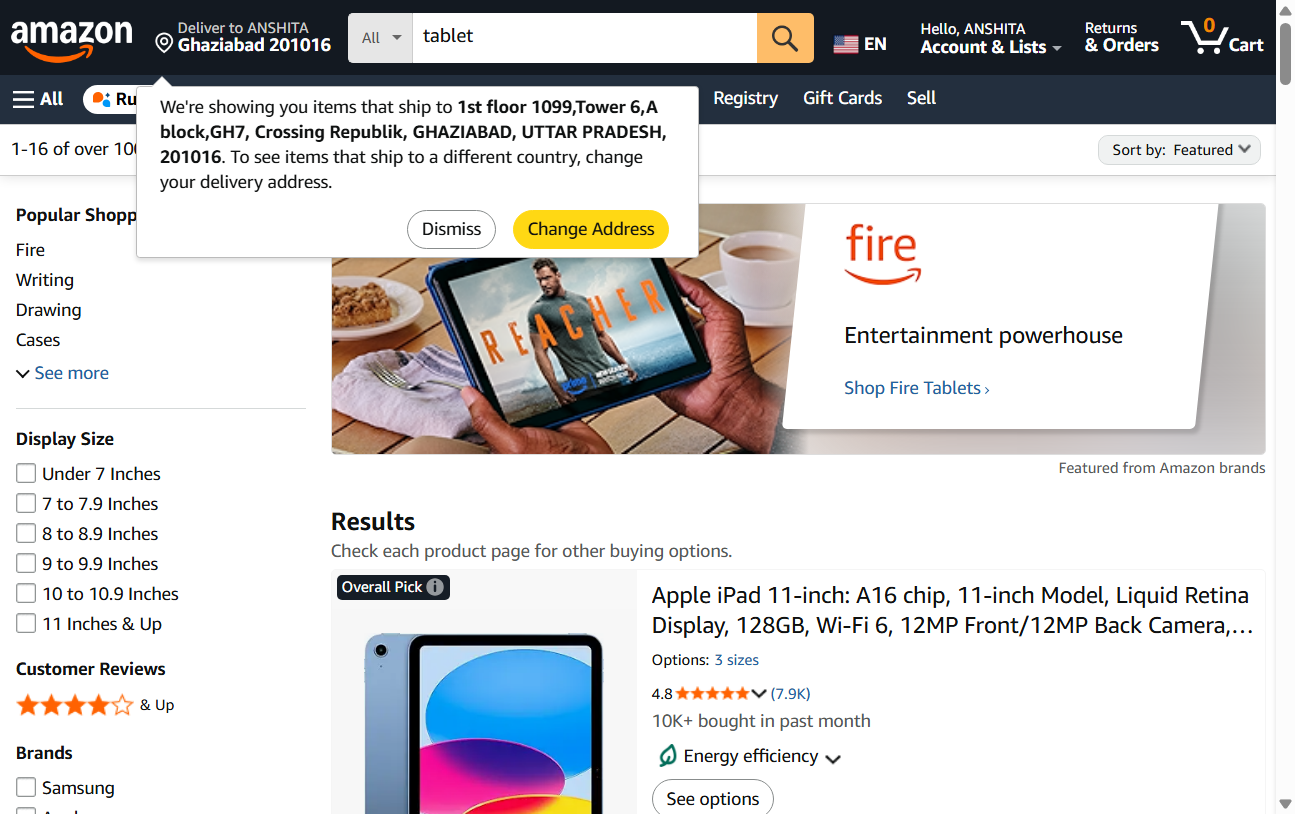 amazon
Deliver to ANSHITA
Ghaziabad 201016
All
tablet
EN
Hello, ANSHITA
Account & Lists
Returns
& Orders
0
Cart
All
Ru
Registry
Gift Cards
Sell
We're showing you items that ship to 1st floor 1099,Tower 6,A
block,GH7, Crossing Republik, GHAZIABAD, UTTAR PRADESH,
201016. To see items that ship to a different country, change
your delivery address.
Dismiss
Change Address
1-16 of over 10
Sort by: Featured
Popular Shopp
Fire
Writing
Drawing
Cases
See more
Display Size
Under 7 Inches
7 to 7.9 Inches
8 to 8.9 Inches
9 to 9.9 Inches
10 to 10.9 Inches
11 Inches & Up
Customer Reviews
& Up
Brands
Samsung
REACHER
prime
fire
Entertainment powerhouse
Shop Fire Tablets ›
Featured from Amazon brands
Results
Check each product page for other buying options.
Overall Pick
Apple iPad 11-inch: A16 chip, 11-inch Model, Liquid Retina
Display, 128GB, Wi-Fi 6, 12MP Front/12MP Back Camera,…
Options: 3 sizes
4.8 (7.9K)
10K+ bought in past month
Energy efficiency
See options